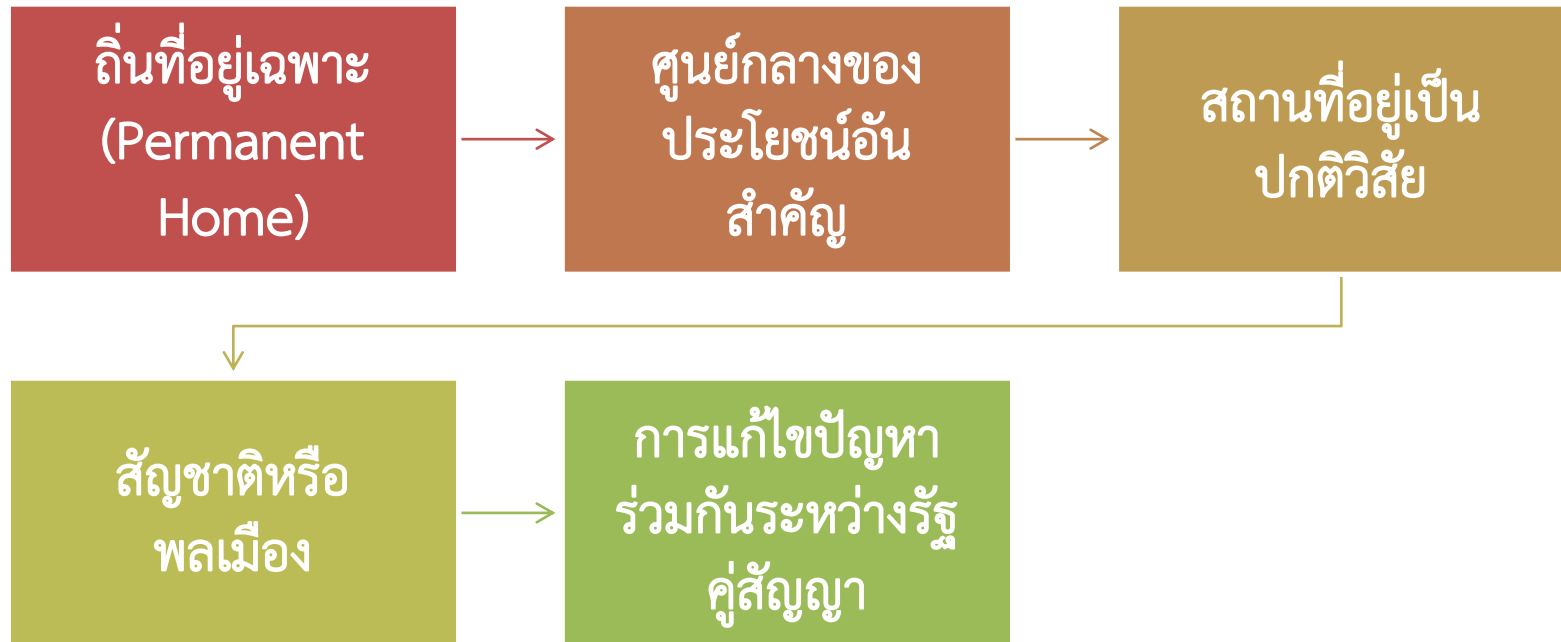 ถิ่นที่อยู่เฉพาะ
(Permanent
Home)
ศูนย์กลางของ
ประโยชน์อัน
สำคัญ
สถานที่อยู่เป็น
ปกติวิสัย
สัญชาติหรือ
พลเมือง
การแก้ไขปัญหา
ร่วมกันระหว่างรัฐ
คู่สัญญา